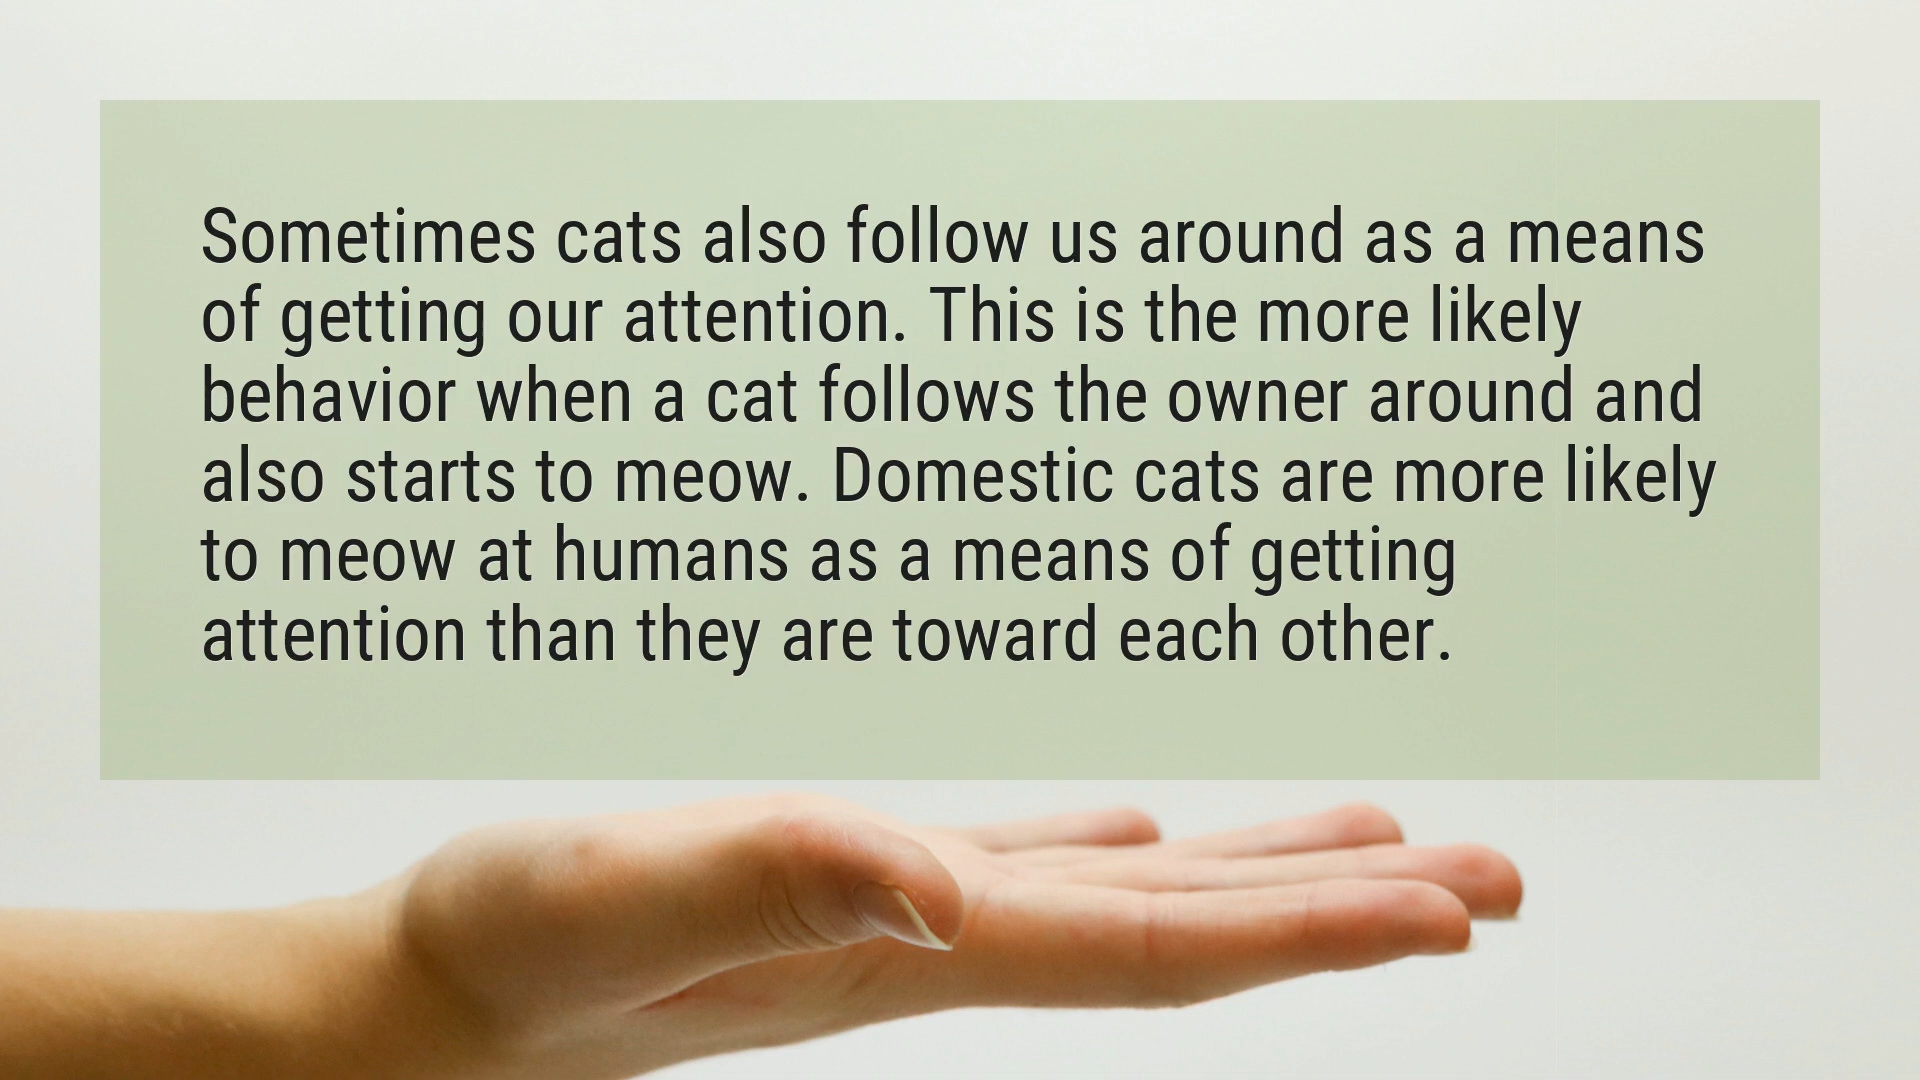 Sometimes cats also follow us around as a means
of getting our attention. This is the more likely
behavior when a cat follows the owner around and
also starts to meow. Domestic cats are more likely
to meow at humans as a means of getting
attention than they are toward each other.